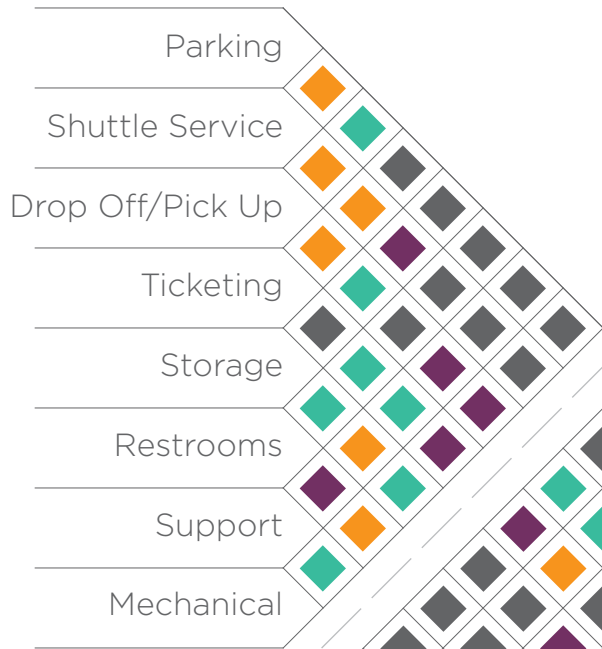 Parking
Shuttle Service
Drop Off/Pick Up
Ticketing
Storage
Restrooms
Support
Mechanical